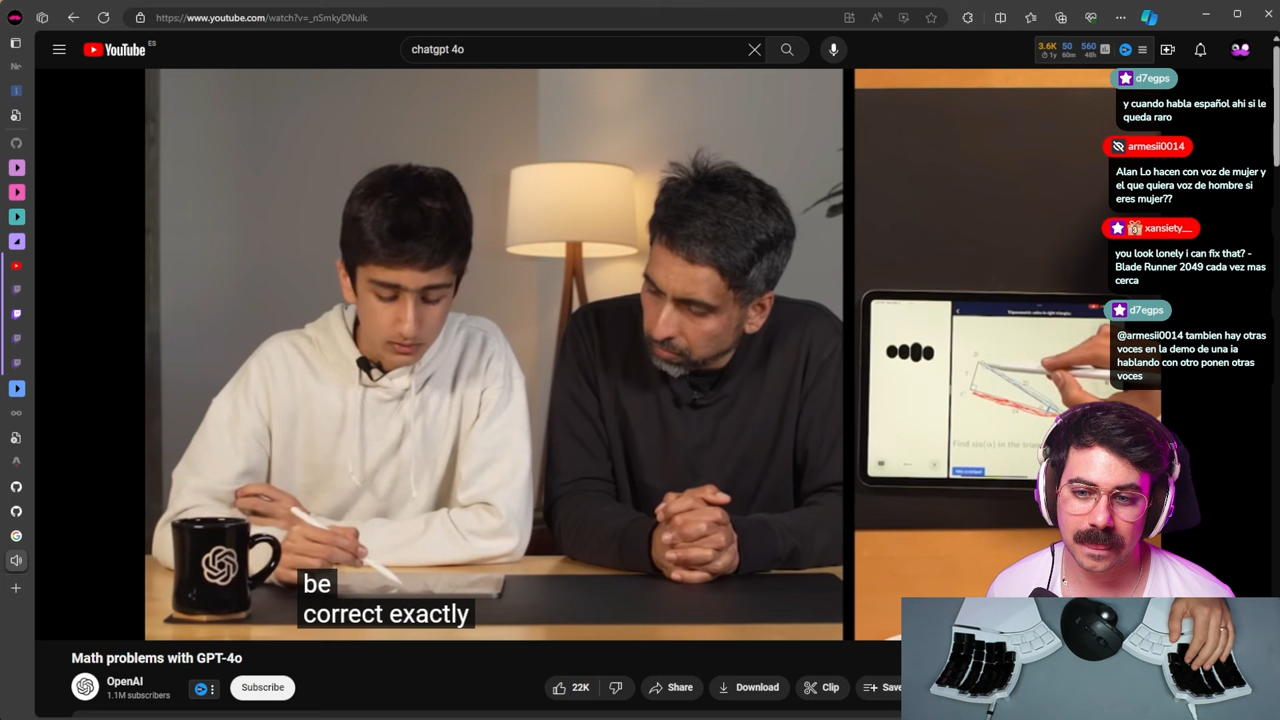 https://www.youtube.com/watch?v=_nSmkyDNulk
YouTube ES
chatgpt 4o
3.6K 50 560
1y 60m 48h
d7egps
y cuando habla español ahi si le
queda raro
armesii0014
Alan Lo hacen con voz de mujer y
el que quiera voz de hombre si
eres mujer??
xansiety__
you look lonely i can fix that? -
Blade Runner 2049 cada vez mas
cerca
d7egps
@armesii0014 tambien hay otras
voces en la demo de una ia
hablando con otro ponen otras
voces
be
correct exactly
Math problems with GPT-4o
OpenAI
1.1M subscribers
Subscribe
22K
Share
Download
Clip
Save